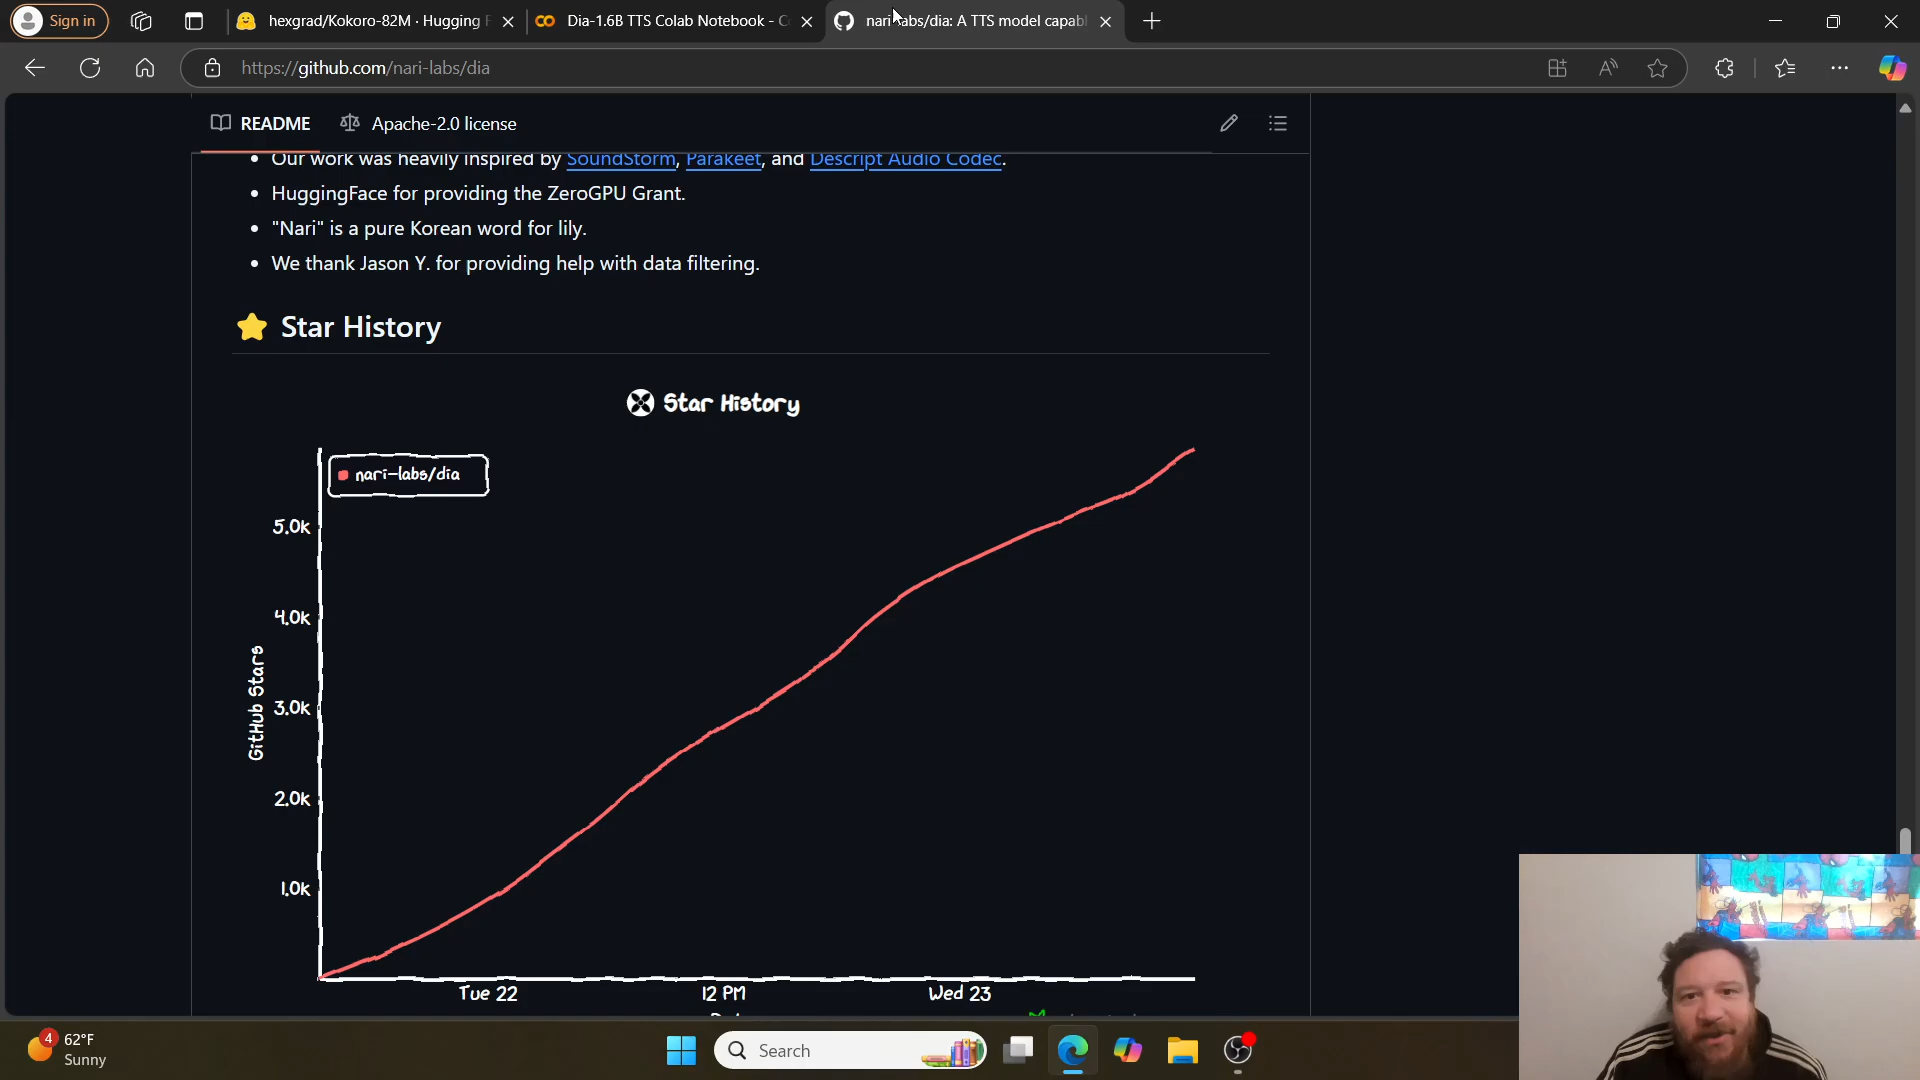 Sign in
hexgrad/Kokoro-82M · Hugging F
Dia-1.6B TTS Colab Notebook - C
nari-labs/dia: A TTS model capabl
https://github.com/nari-labs/dia
README
Apache-2.0 license
• Our work was heavily inspired by SoundStorm, Parakeet, and Descript Audio Codec.
• HuggingFace for providing the ZeroGPU Grant.
• "Nari" is a pure Korean word for lily.
• We thank Jason Y. for providing help with data filtering.
Star History
Star History
nari-labs/dia
GitHub Stars
5.0k
4.0k
3.0k
2.0k
1.0k
Tue 22
12 PM
Wed 23
4
62°F
Sunny
Search